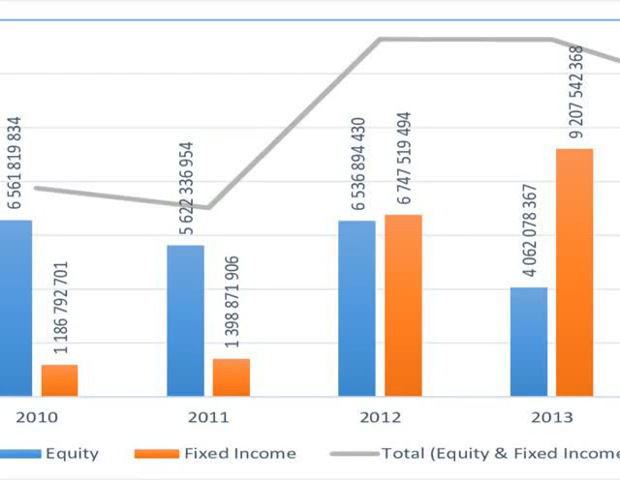 6 561 819 834
1 186 792 701
5 622 336 954
1 398 871 906
6 536 894 430
6 747 519 494
4 062 078 367
9 207 542 368
2010 2011 2012 2013
Equity Fixed Income Total (Equity & Fixed Income